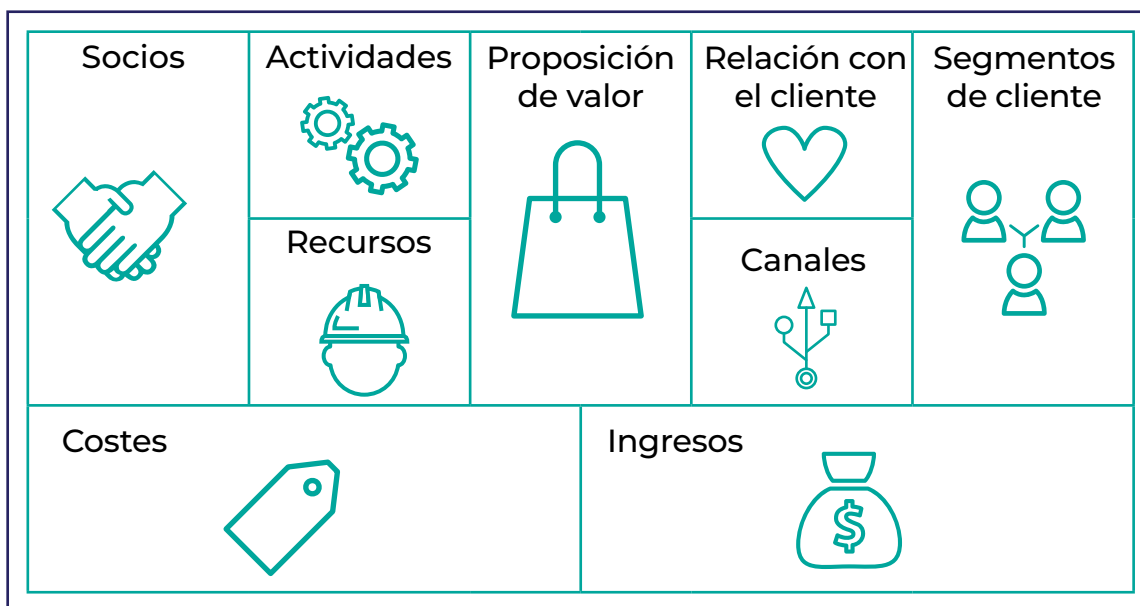 Socios
Actividades
Recursos
Proposición
de valor
Relación con
el cliente
Canales
Segmentos
de cliente
Costes
Ingresos
$